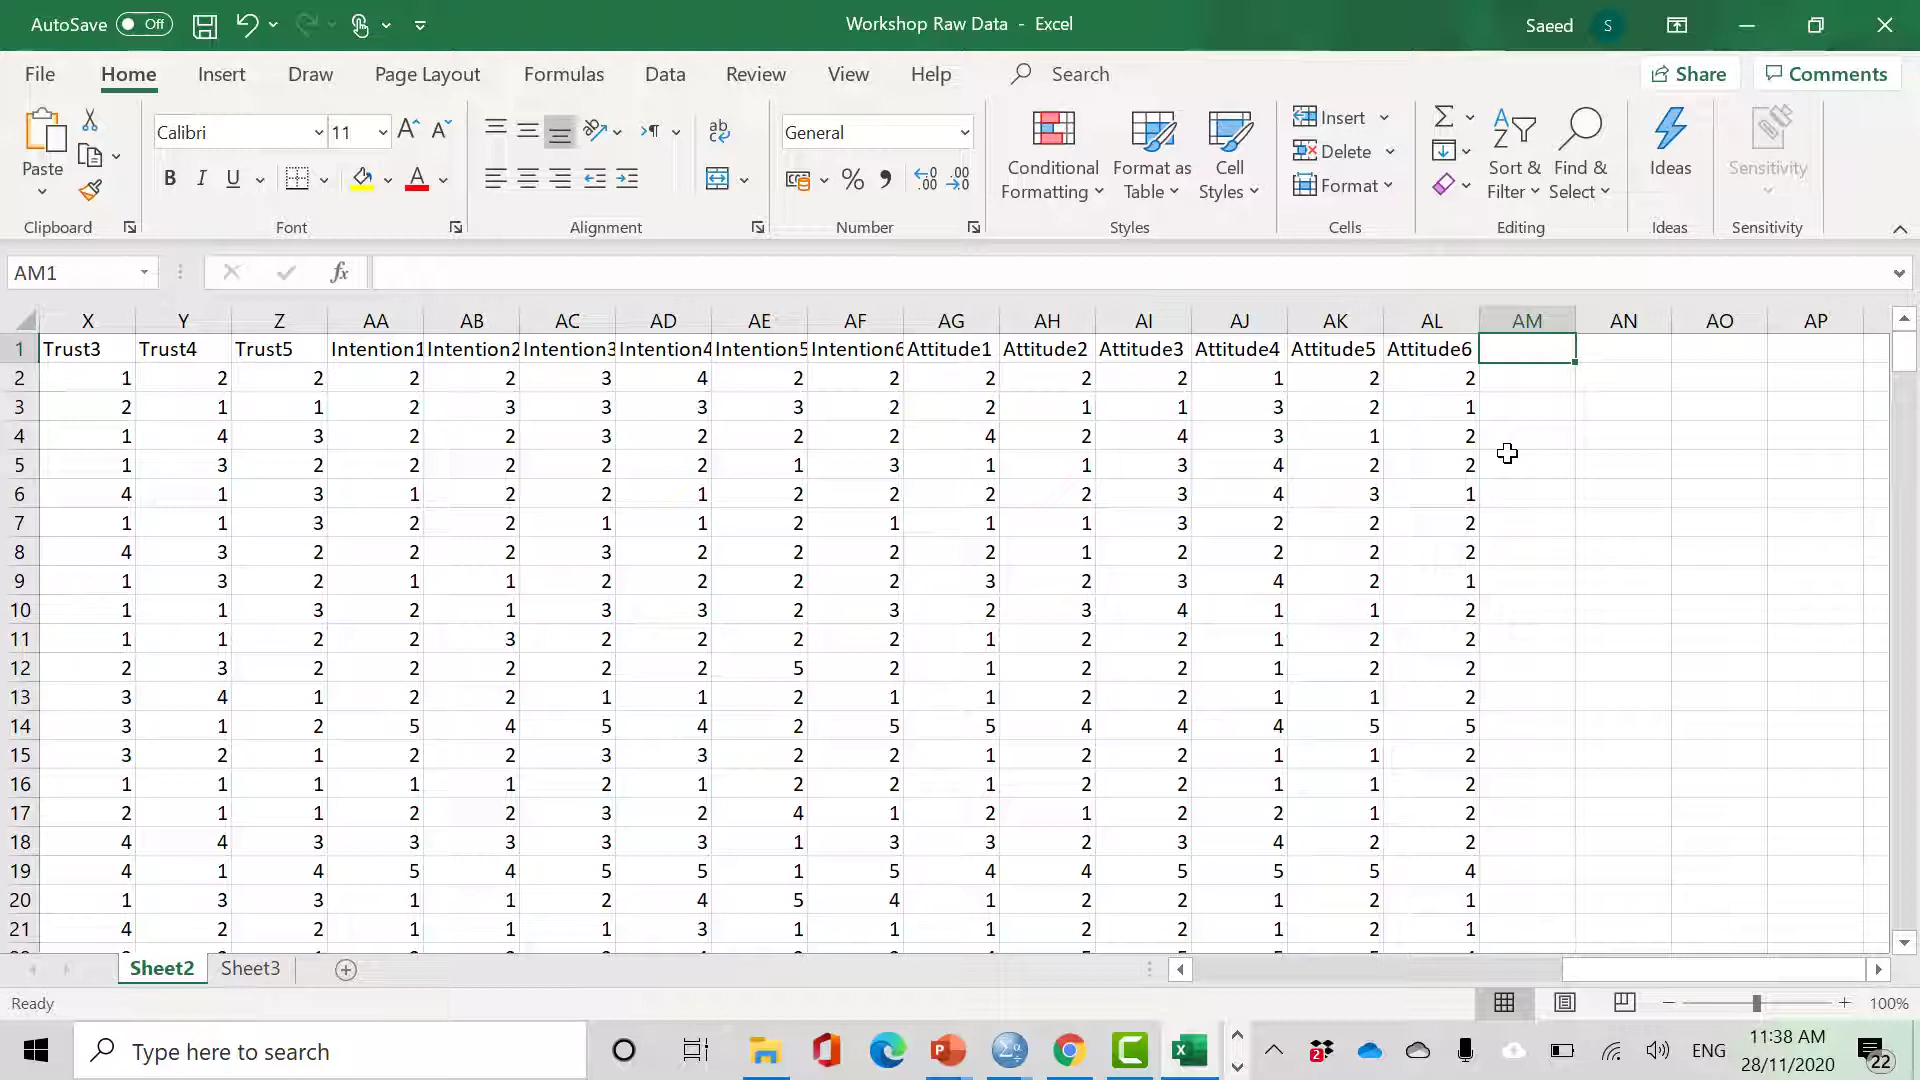 AutoSave Off Workshop Raw Data - Excel Saeed S
File Home Insert Draw Page Layout Formulas Data Review View Help Search Share Comments
Paste Calibri 11 General Conditional Formatting Format as Table Cell Styles Insert Delete Format Sort & Filter Find & Select Ideas Sensitivity
Clipboard Font Alignment Number Styles Cells Editing Ideas Sensitivity
AM1 fx
X Y Z AA AB AC AD AE AF AG AH AI AJ AK AL AM AN AO AP
1 Trust3 Trust4 Trust5 Intention1 Intention2 Intention3 Intention4 Intention5 Intention6 Attitude1 Attitude2 Attitude3 Attitude4 Attitude5 Attitude6
2 1 2 2 2 2 3 4 2 2 2 2 2 1 2 2
3 2 1 1 2 3 3 3 3 2 2 1 1 3 2 1
4 1 4 3 2 2 3 2 2 2 4 2 4 3 1 2
5 1 3 2 2 2 2 2 1 3 1 1 3 4 2 2
6 4 1 3 1 2 2 1 2 2 2 2 3 4 3 1
7 1 1 3 2 2 1 1 2 1 1 1 3 2 2 2
8 4 3 2 2 2 3 2 2 2 2 1 2 2 2 2
9 1 3 2 1 1 2 2 2 2 3 2 3 4 2 1
10 1 1 3 2 1 3 3 2 3 2 3 4 1 1 2
11 1 1 2 2 3 2 2 2 2 1 2 2 1 2 2
12 2 3 2 2 2 2 2 5 2 1 2 2 1 2 2
13 3 4 1 2 2 1 1 2 1 1 2 2 1 1 2
14 3 1 2 5 4 5 4 2 5 5 4 4 4 5 5
15 3 2 1 2 2 3 3 2 2 1 2 2 1 1 2
16 1 1 1 1 1 2 1 2 1 1 2 2 1 1 2
17 2 1 1 2 2 3 2 4 1 2 1 2 2 1 2
18 4 4 3 3 3 3 3 1 3 3 2 3 4 2 2
19 4 1 4 5 4 5 5 1 5 4 4 5 5 5 4
20 1 3 3 1 1 2 4 5 4 1 2 2 1 2 1
21 4 2 2 1 1 1 3 1 1 1 2 2 1 2 1
Sheet2 Sheet3
Ready 100%
Type here to search ENG 11:38 AM
28/11/2020 22